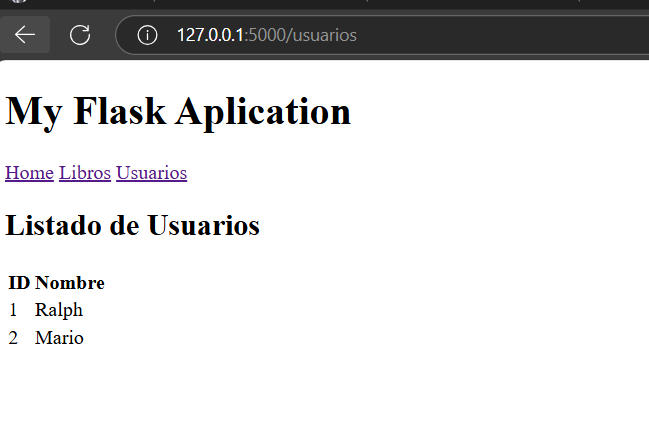 127.0.0.1:5000/usuarios
My Flask Aplication
Home Libros Usuarios
Listado de Usuarios
ID Nombre
1 Ralph
2 Mario